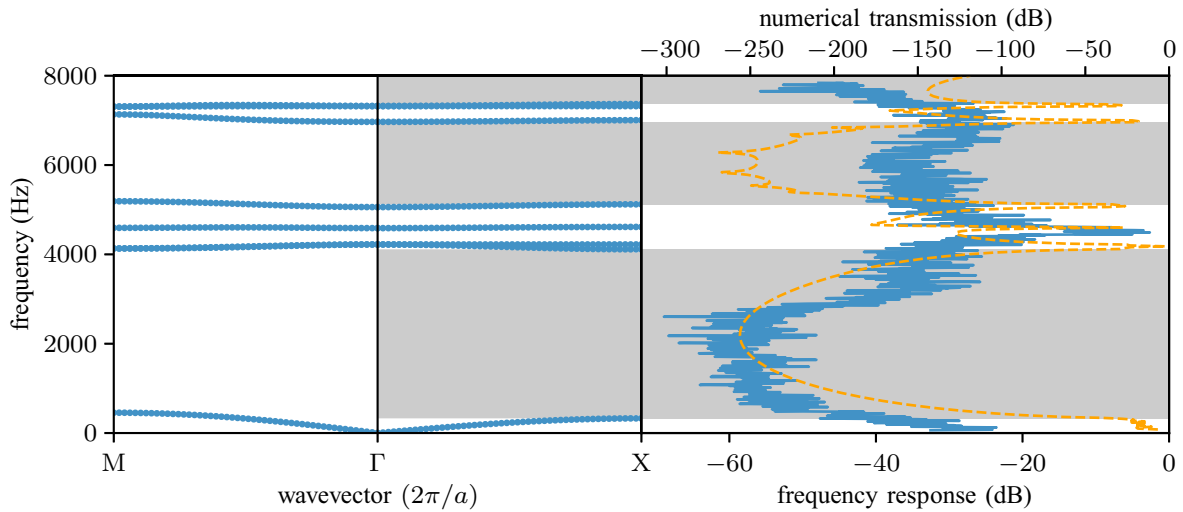 numerical transmission (dB)
−300 −250 −200 −150 −100 −50 0
8000
6000
4000
2000
0
frequency (Hz)
M Γ X −60 −40 −20 0
wavevector (2π/a) frequency response (dB)